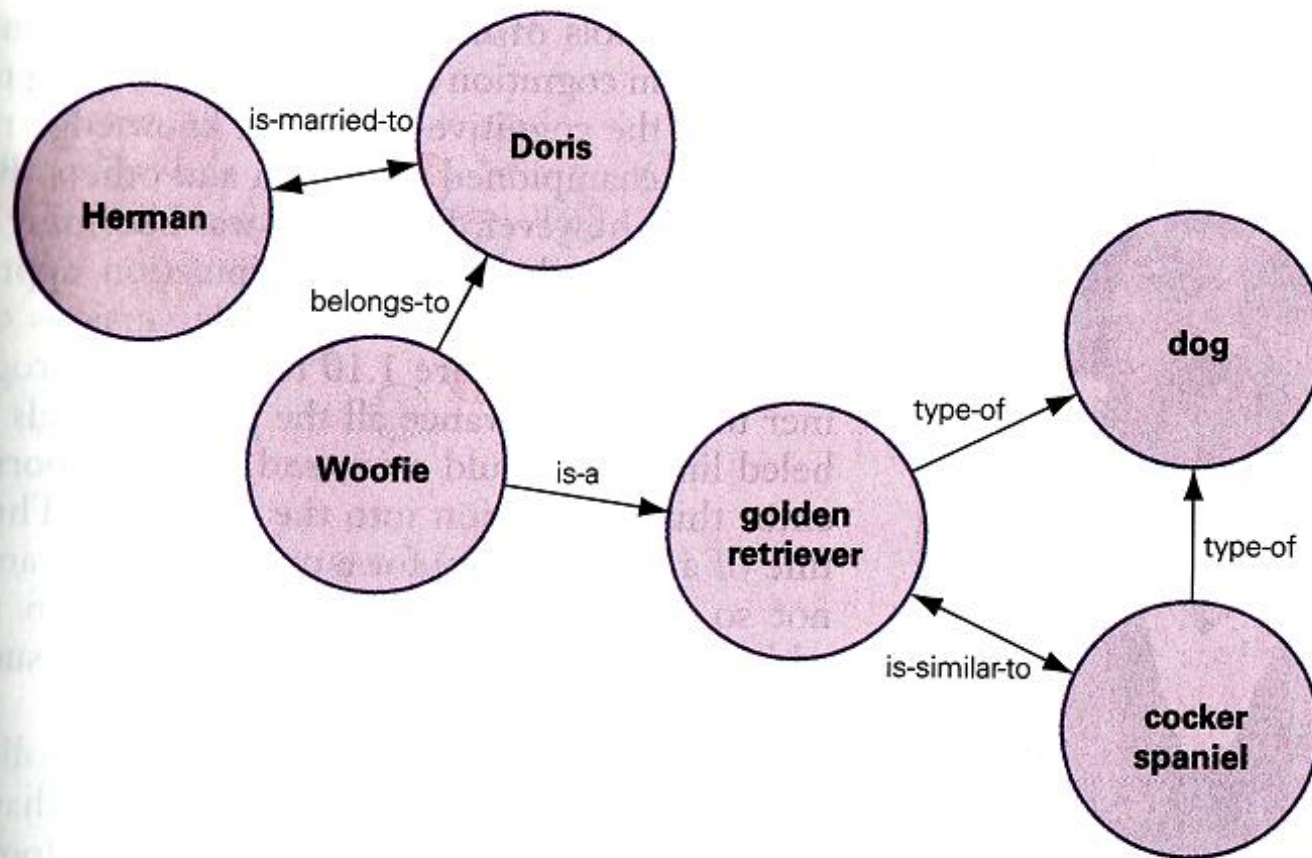 is-married-to
Doris
Herman
belongs-to
dog
type-of
Woofie
is-a
golden
retriever
type-of
is-similar-to
cocker
spaniel